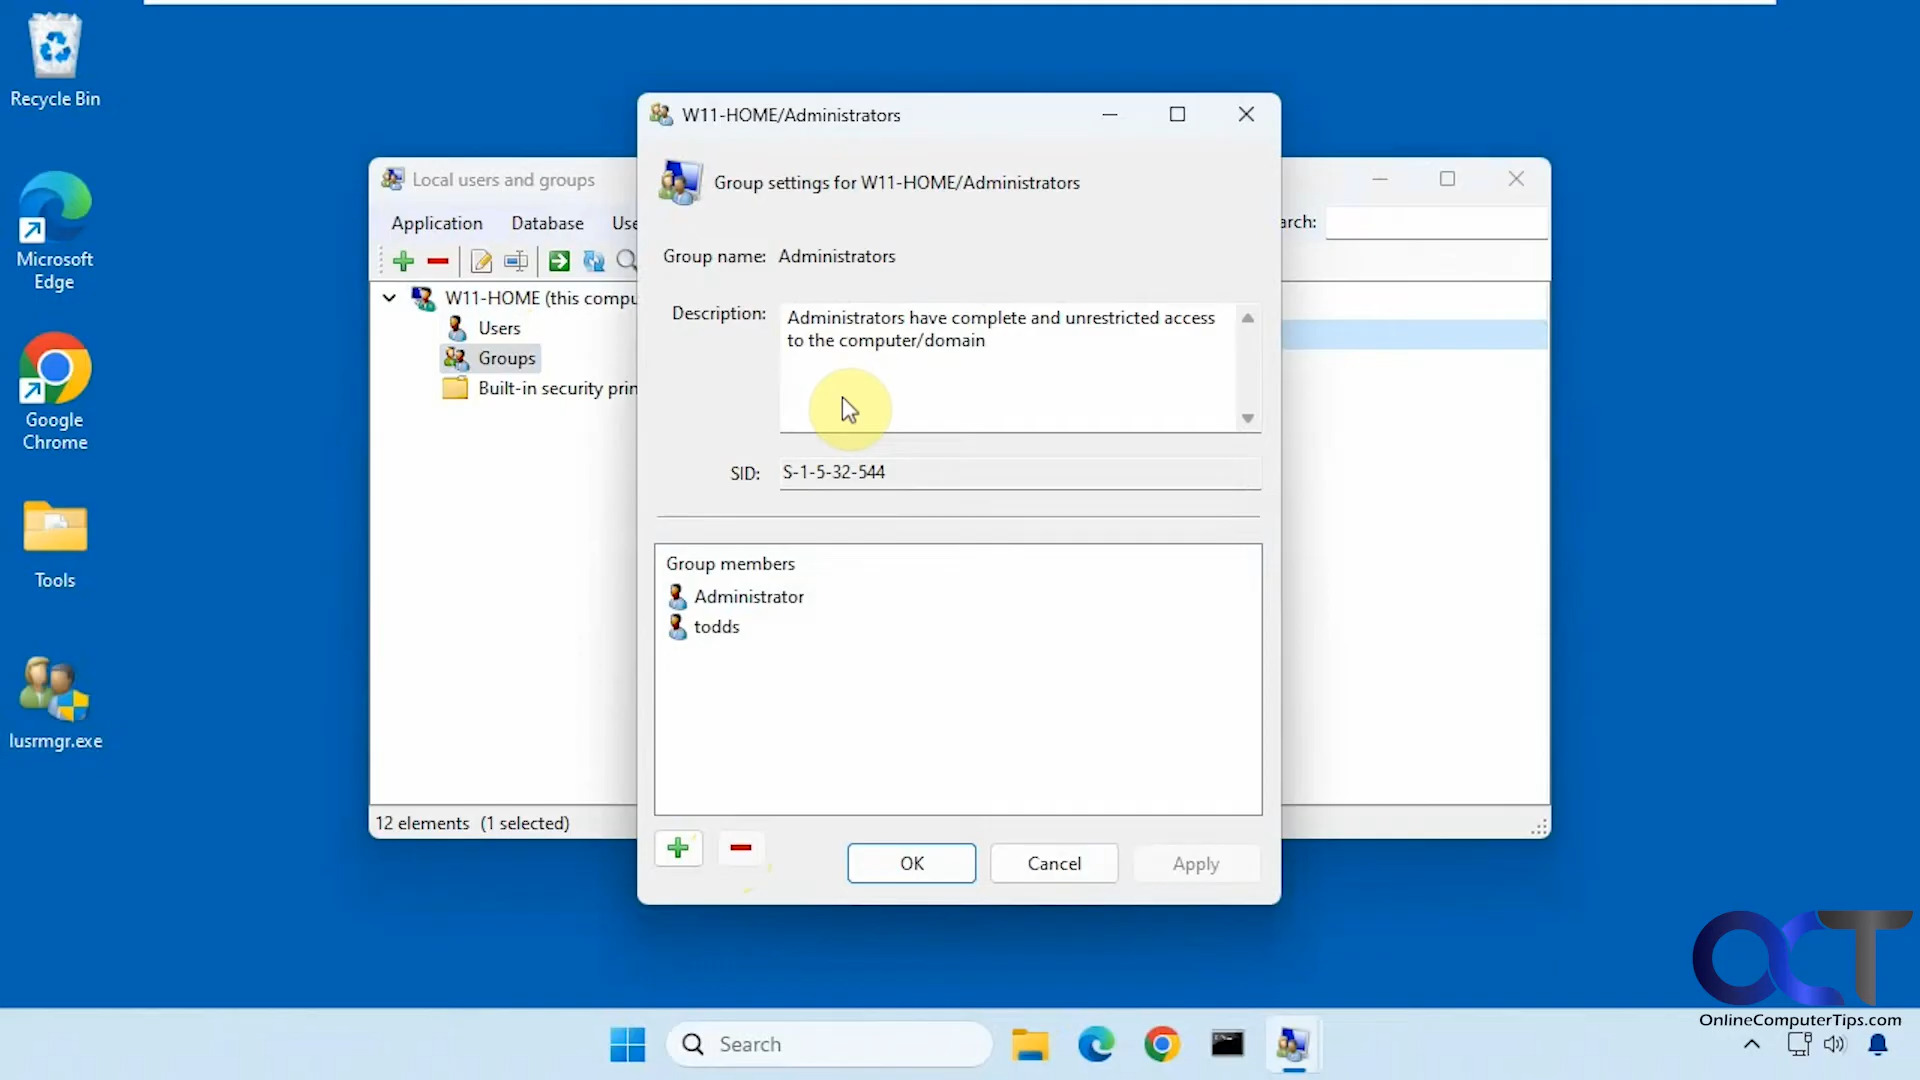 Recycle Bin
Microsoft
Edge
Google
Chrome
Tools
lusrmgr.exe
Local users and groups
Application
Database
Use
arch:
W11-HOME (this compu
Users
Groups
Built-in security prin
12 elements (1 selected)
W11-HOME/Administrators
Group settings for W11-HOME/Administrators
Group name: Administrators
Description:
Administrators have complete and unrestricted access
to the computer/domain
SID: S-1-5-32-544
Group members
Administrator
todds
OK
Cancel
Apply
Search
OCT
OnlineComputerTips.com